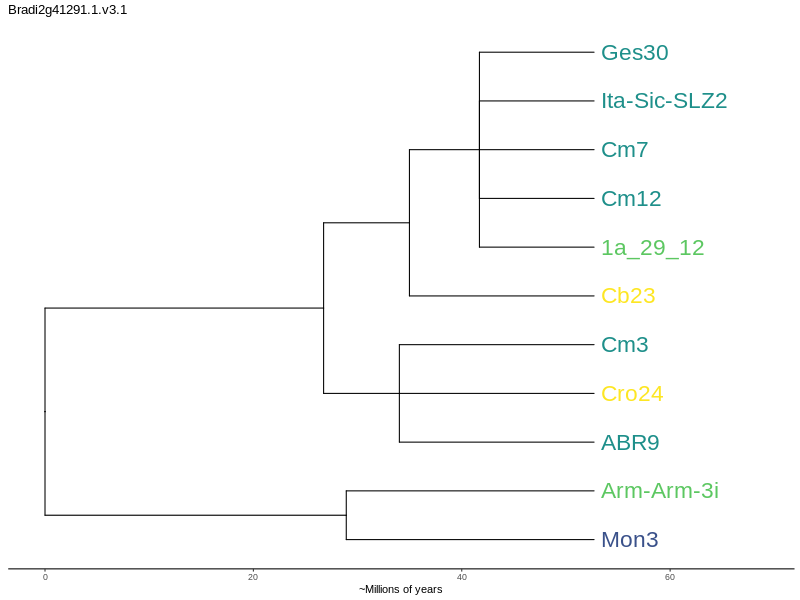 Bradi2g41291.1.v3.1
Ges30
Ita-Sic-SLZ2
Cm7
Cm12
1a_29_12
Cb23
Cm3
Cro24
ABR9
Arm-Arm-3i
Mon3
0 20 40 60
~Millions of years